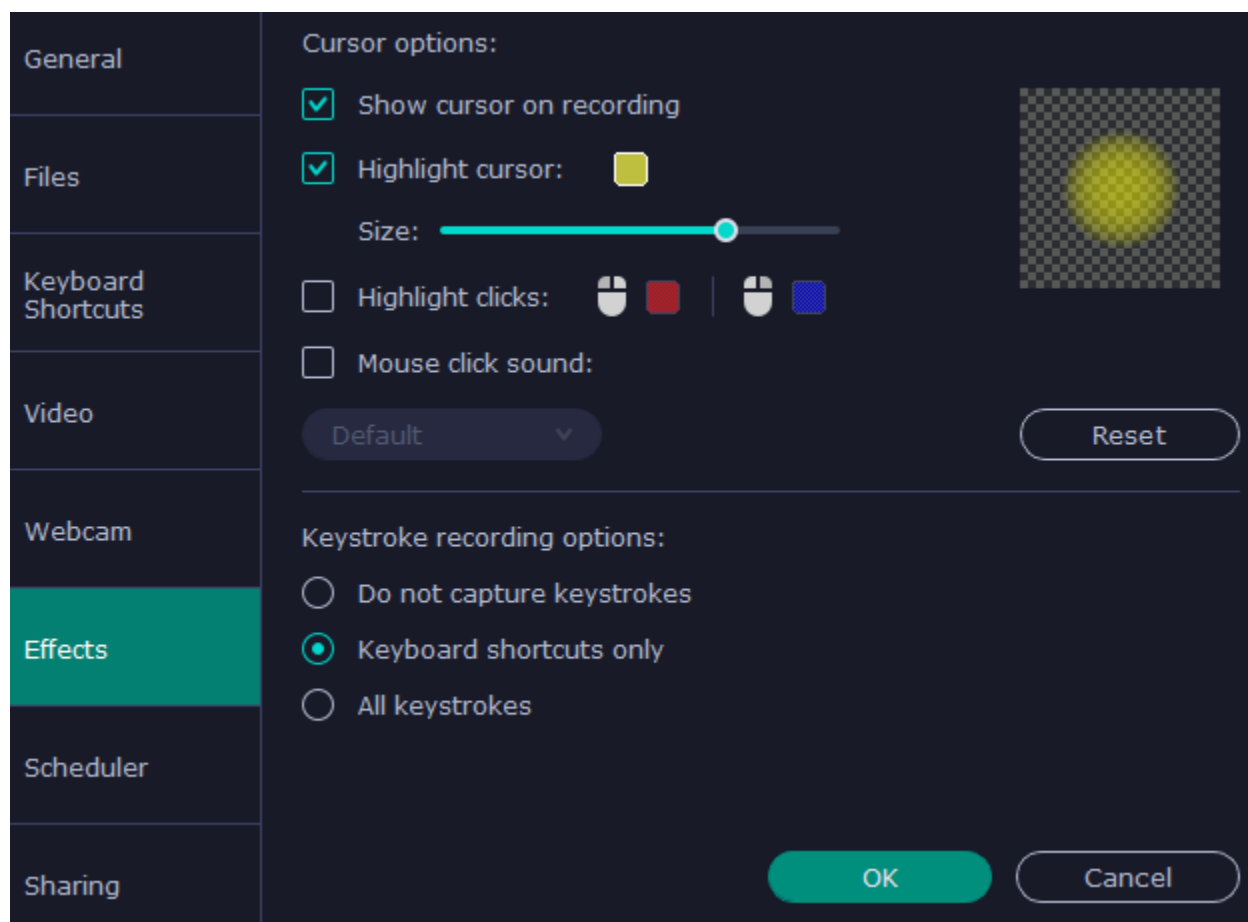 General
Files
Keyboard
Shortcuts
Video
Webcam
Effects
Scheduler
Sharing
Cursor options:
Show cursor on recording
Highlight cursor:
Size:
Highlight clicks:
Mouse click sound:
Default
Reset
Keystroke recording options:
Do not capture keystrokes
Keyboard shortcuts only
All keystrokes
OK
Cancel